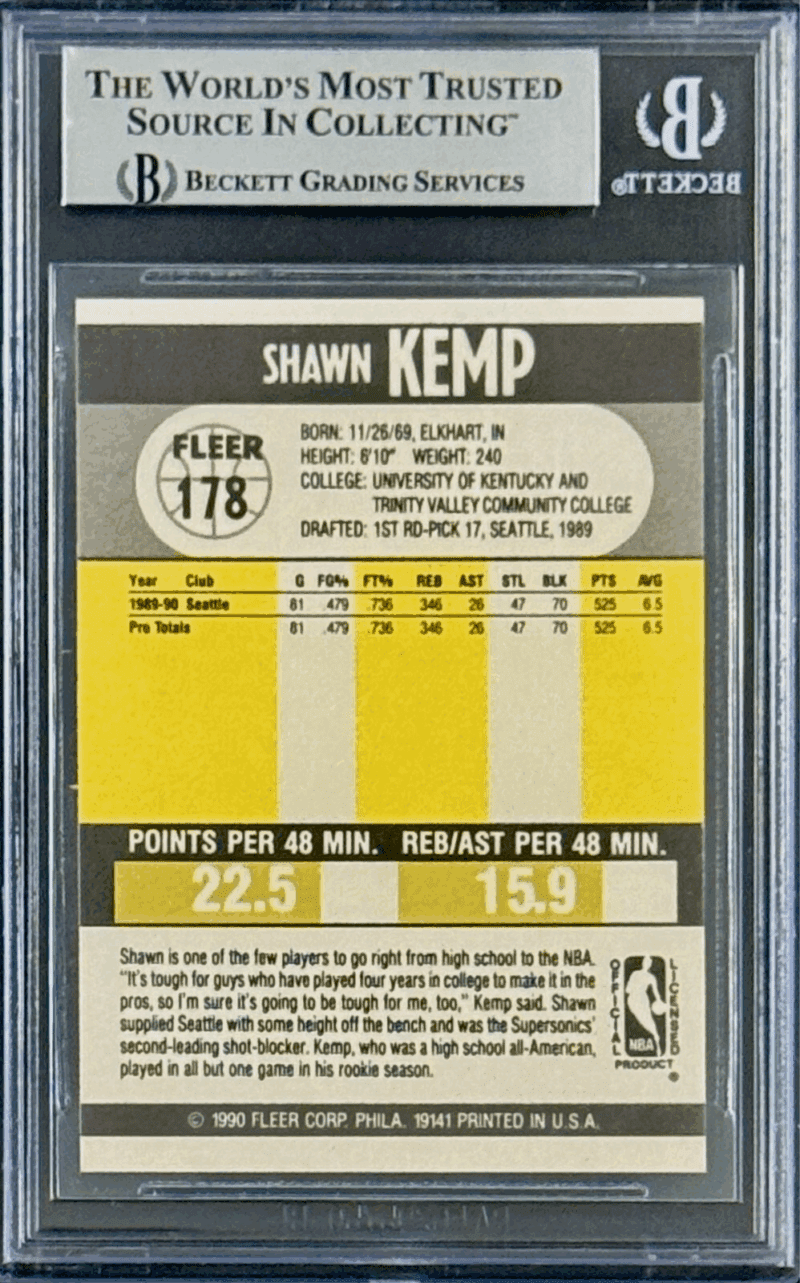 THE WORLD'S MOST TRUSTED
SOURCE IN COLLECTING™
B BECKETT GRADING SERVICES
B
BECKETT®
SHAWN KEMP
FLEER
178
BORN: 11/26/69, ELKHART, IN
HEIGHT: 6'10" WEIGHT: 240
COLLEGE: UNIVERSITY OF KENTUCKY AND
TRINITY VALLEY COMMUNITY COLLEGE
DRAFTED: 1ST RD-PICK 17, SEATTLE, 1989
Year Club G FG% FT% REB AST STL BLK PTS AVG
1989-90 Seattle 81 .479 .736 346 26 47 70 525 6.5
Pro Totals 81 .479 .736 346 26 47 70 525 6.5
POINTS PER 48 MIN. REB/AST PER 48 MIN.
22.5 15.9
Shawn is one of the few players to go right from high school to the NBA.
"It's tough for guys who have played four years in college to make it in the
pros, so I'm sure it's going to be tough for me, too," Kemp said. Shawn
supplied Seattle with some height off the bench and was the Supersonics'
second-leading shot-blocker. Kemp, who was a high school all-American,
played in all but one game in his rookie season.
OFFICIAL LICENSED
NBA
PRODUCT
®
© 1990 FLEER CORP. PHILA. 19141 PRINTED IN U.S.A.